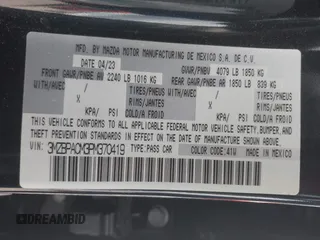 MFD. BY MAZDA MOTOR MANUFACTURING DE MEXICO S.A. DE C.V.
DATE 04/23 GVWR/PNBV 4079 LB 1850 KG
FRONT GAWR/PNBE AV 2240 LB 1016 KG REAR GAWR/PNBE AR 1850 LB 839 KG
WITH/AVEC TIRES/PNEUS WITH/AVEC TIRES/PNEUS
/ RIMS/JANTES / RIMS/JANTES
X X
/ KPA/ PSI / KPA/ PSI
COLD/A FROID COLD/A FROID
THIS VEHICLE CONFORMS TO ALL APPLICABLE FEDERAL MOTOR VEHICLE SAFETY, BUMPER,
AND THEFT PREVENTION STANDARDS IN EFFECT ON THE DATE OF MANUFACTURE SHOWN ABOVE.
VIN: 3MZBPACM3PM370419 TYPE: PASS CAR COLOR CODE: 41W MADE IN MEXICO
DREAMBID